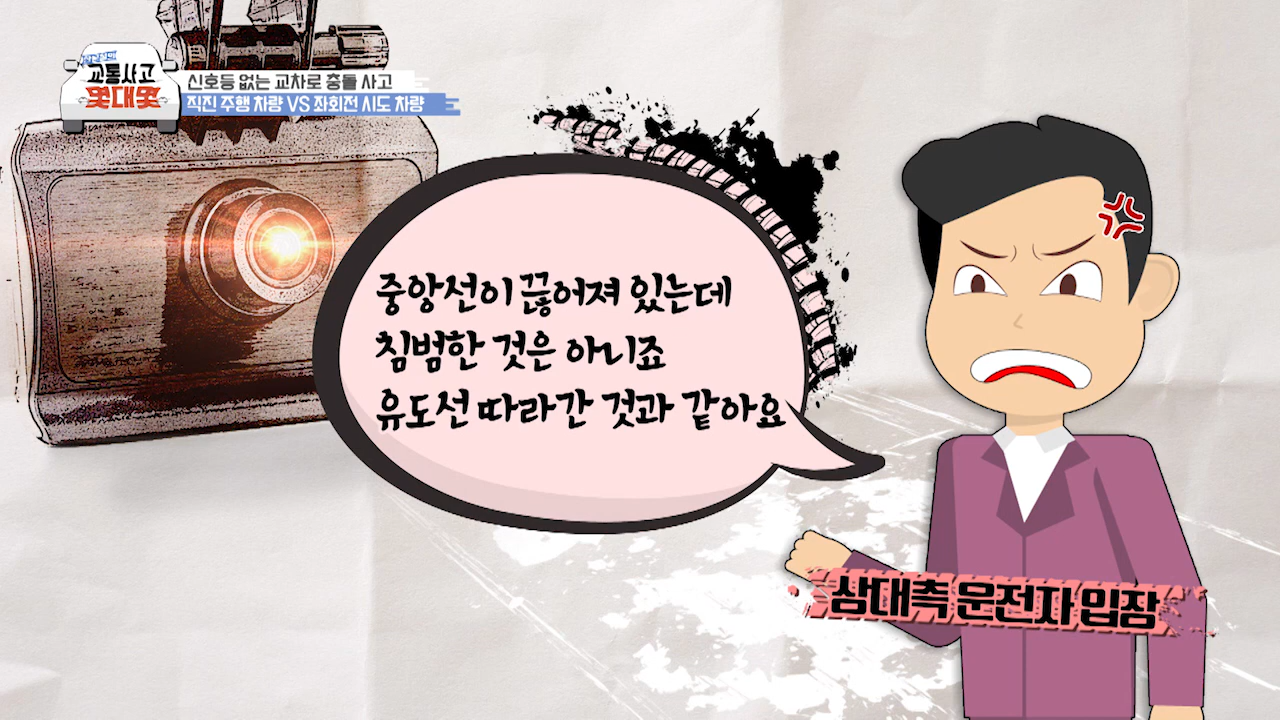 교통사고
몇대몇
신호등 없는 교차로 충돌 사고
직진 주행 차량 VS 좌회전 시도 차량
중앙선이 끊어져 있는데
침범한 것은 아니죠
유도선 따라간 것과 같아요
상대측 운전자 입장